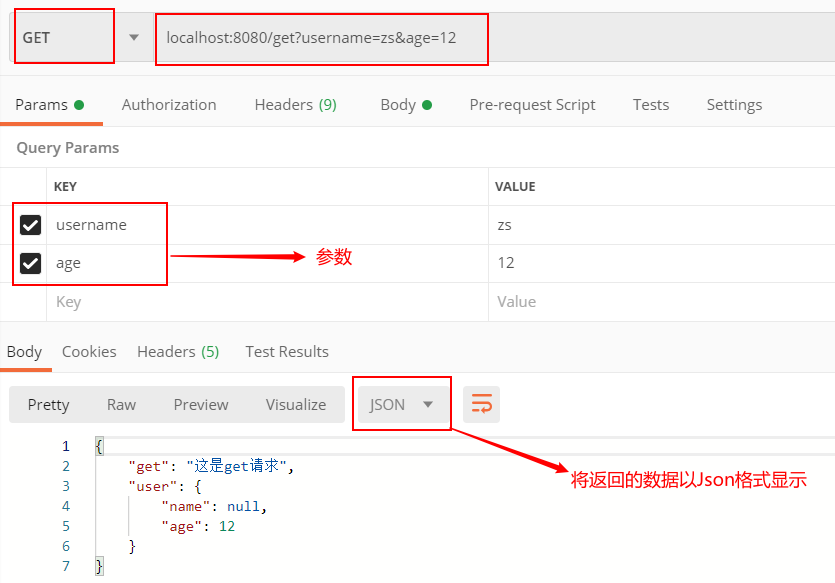 GET localhost:8080/get?username=zs&age=12
Params Authorization Headers (9) Body Pre-request Script Tests Settings
Query Params
KEY VALUE
username zs
age 参数 12
Key Value
Body Cookies Headers (5) Test Results
Pretty Raw Preview Visualize JSON
1 {
2 "get": "这是get请求",
将返回的数据以Json格式显示
3 "user": {
4 "name": null,
5 "age": 12
6 }
7 }